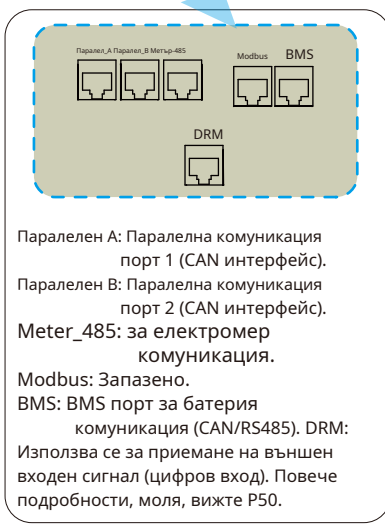 Паралел_A Паралел_B Метър-485
Modbus BMS
DRM
Паралелен A: Паралелна комуникация
порт 1 (CAN интерфейс).
Паралелен B: Паралелна комуникация
порт 2 (CAN интерфейс).
Meter_485: за електромер
комуникация.
Modbus: Запазено.
BMS: BMS порт за батерия
комуникация (CAN/RS485). DRM:
Използва се за приемане на външен
входен сигнал (цифров вход). Повече
подробности, моля, вижте P50.